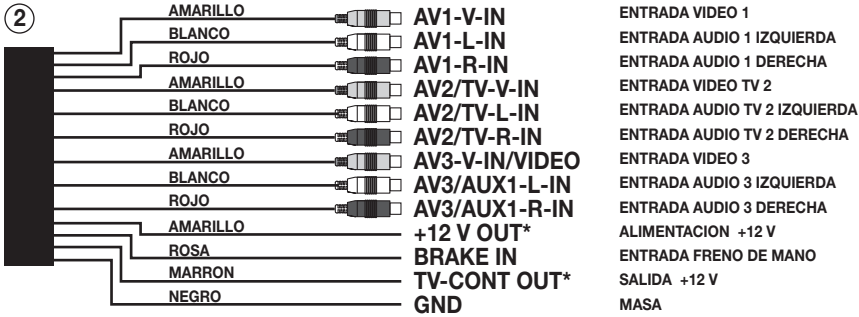 2
AMARILLO AV1-V-IN ENTRADA VIDEO 1
BLANCO AV1-L-IN ENTRADA AUDIO 1 IZQUIERDA
ROJO AV1-R-IN ENTRADA AUDIO 1 DERECHA
AMARILLO AV2/TV-V-IN ENTRADA VIDEO TV 2
BLANCO AV2/TV-L-IN ENTRADA AUDIO TV 2 IZQUIERDA
ROJO AV2/TV-R-IN ENTRADA AUDIO TV 2 DERECHA
AMARILLO AV3-V-IN/VIDEO ENTRADA VIDEO 3
BLANCO AV3/AUX1-L-IN ENTRADA AUDIO 3 IZQUIERDA
ROJO AV3/AUX1-R-IN ENTRADA AUDIO 3 DERECHA
AMARILLO +12 V OUT* ALIMENTACION +12 V
ROSA BRAKE IN ENTRADA FRENO DE MANO
MARRON TV-CONT OUT* SALIDA +12 V
NEGRO GND MASA